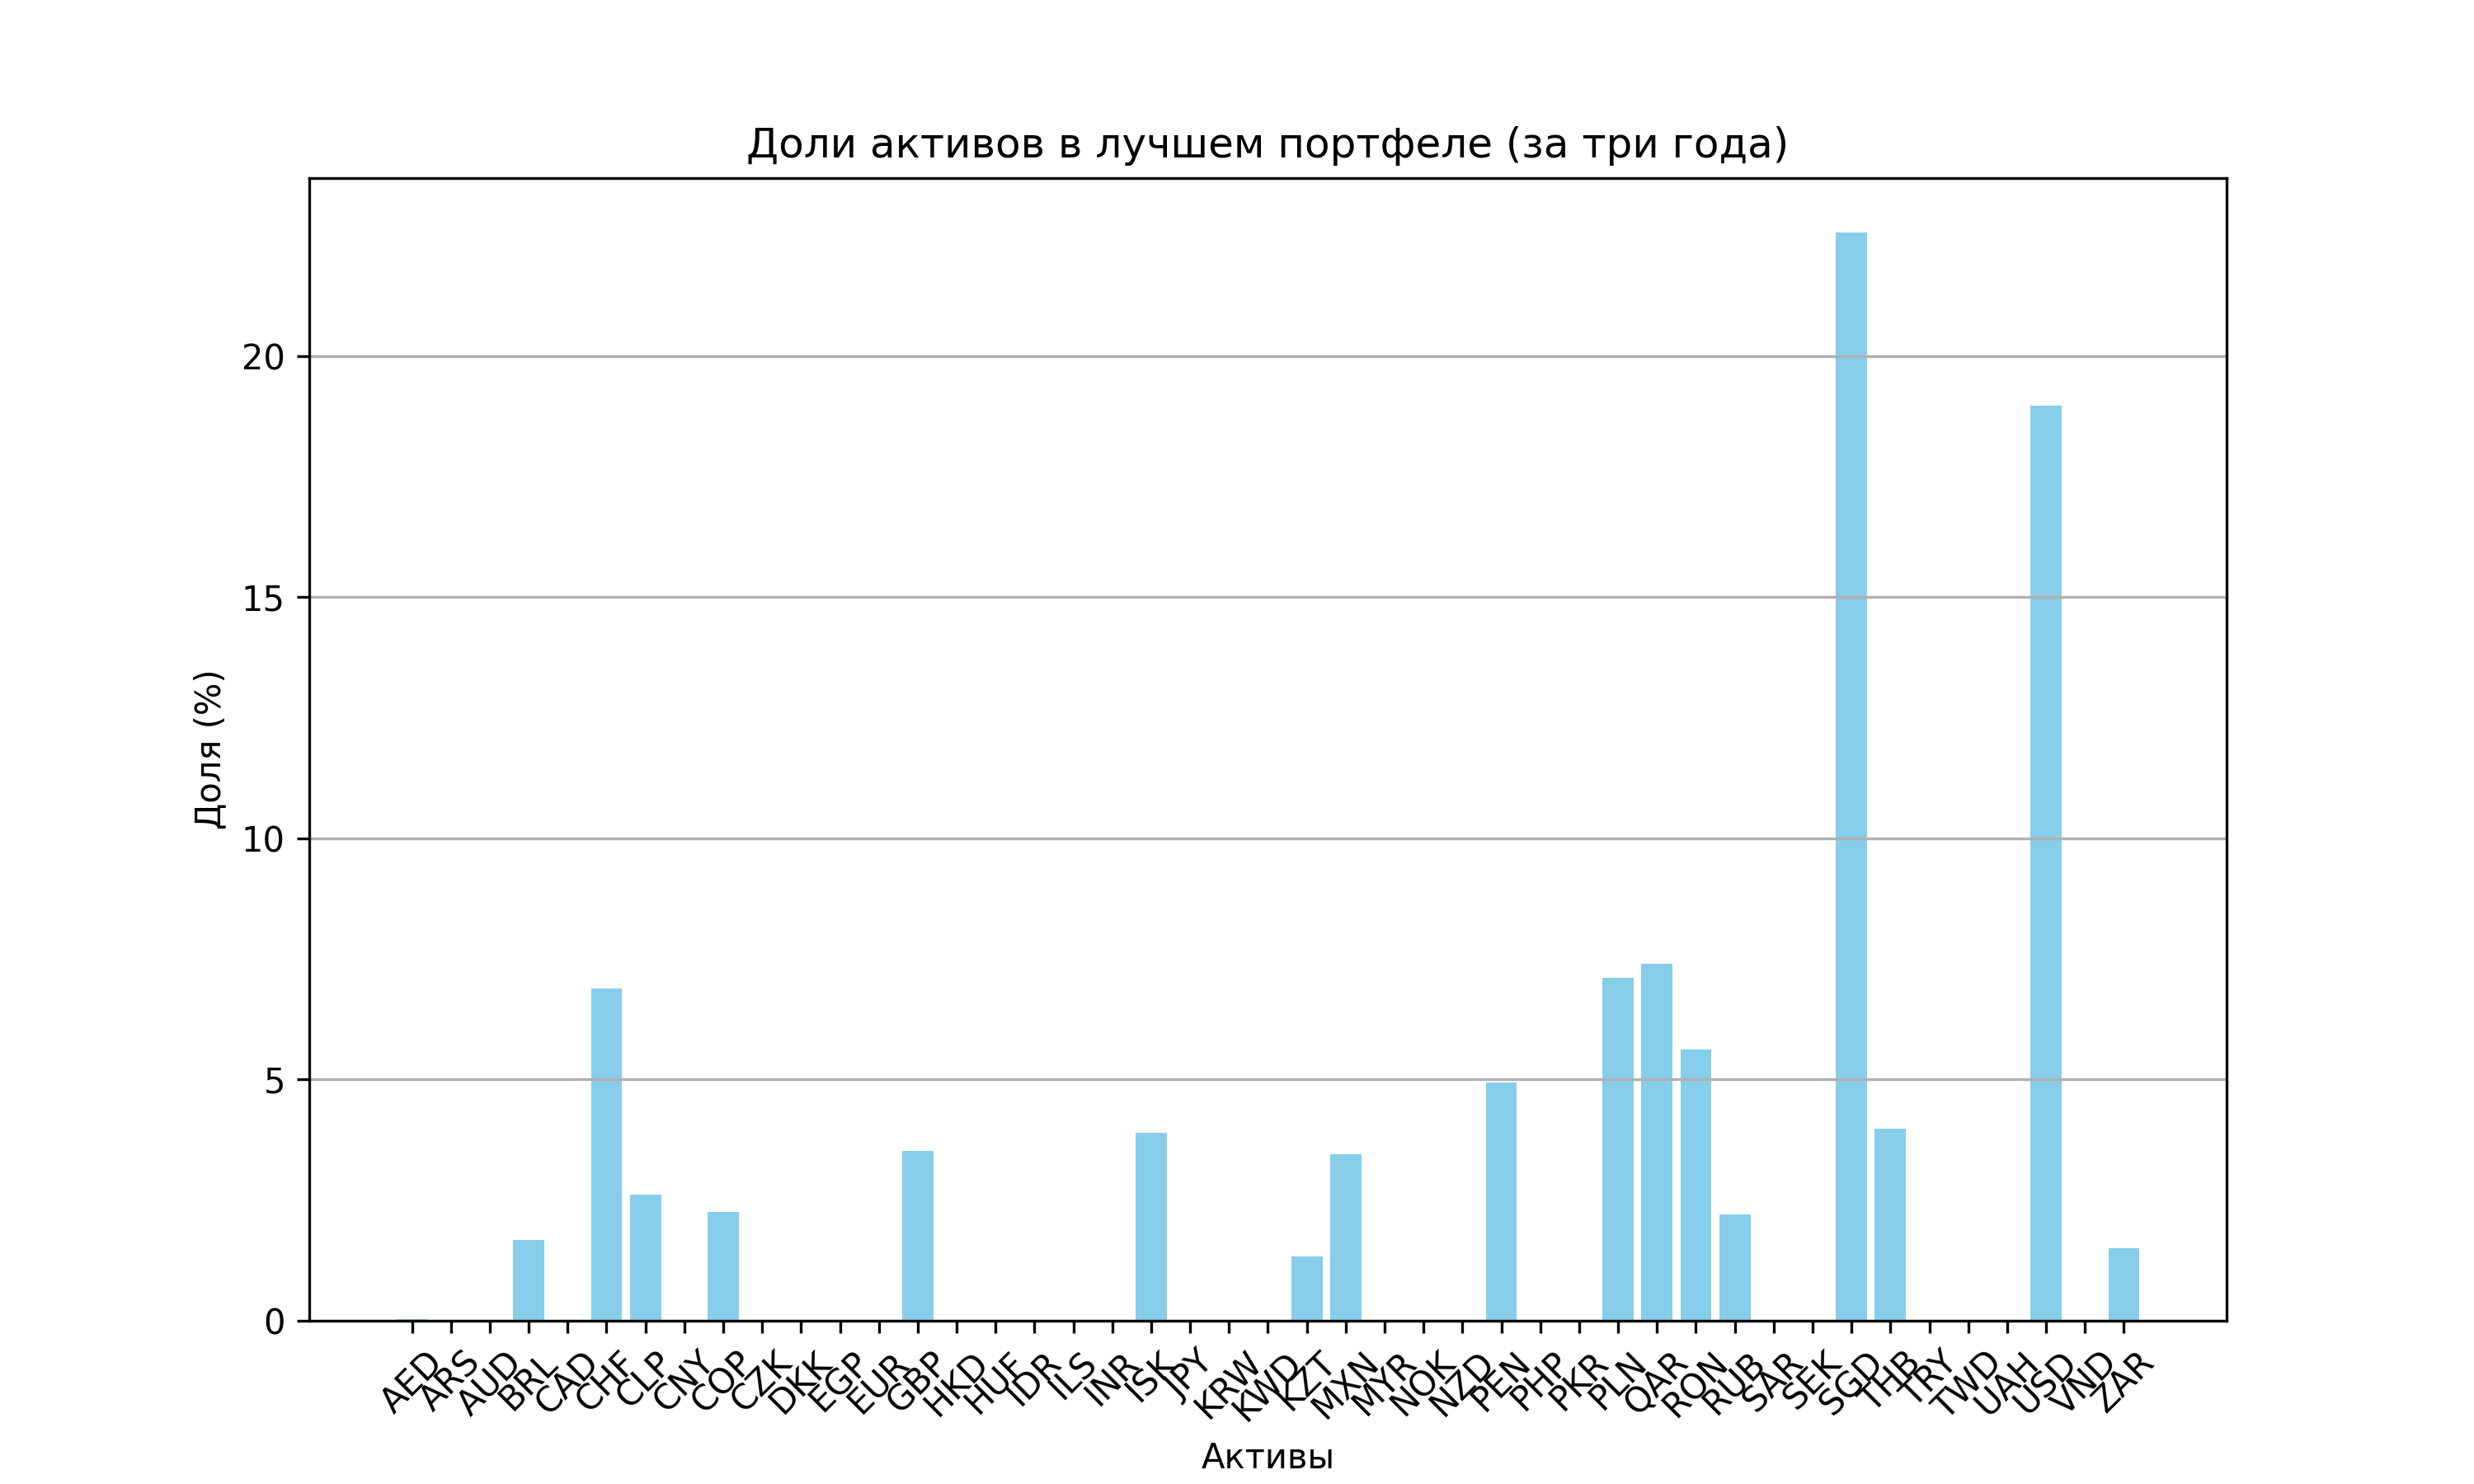 Доли активов в лучшем портфеле (за три года)
Доля (%)
20
15
10
5
0
AED
ARS
AUD
BRL
CAD
CHF
CLP
CNY
COP
CZK
DKK
EGP
EUR
GBP
HKD
HUF
IDR
ILS
INR
ISK
JPY
KRW
KWD
KZT
MXN
MYR
NOK
NZD
PEN
PHP
PKR
PLN
QAR
RON
RUB
SAR
SEK
SGD
THB
TRY
TWD
UAH
USD
VND
ZAR
Активы